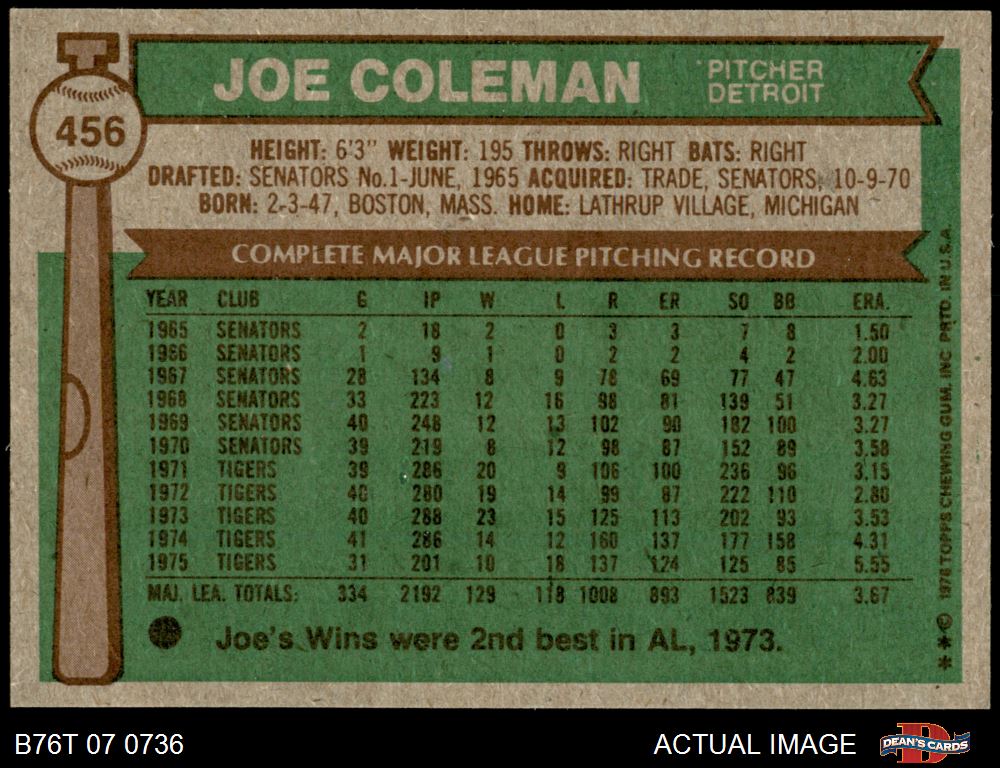 JOE COLEMAN PITCHER
DETROIT
456
HEIGHT: 6'3" WEIGHT: 195 THROWS: RIGHT BATS: RIGHT
DRAFTED: SENATORS No.1-JUNE, 1965 ACQUIRED: TRADE, SENATORS, 10-9-70
BORN: 2-3-47, BOSTON, MASS. HOME: LATHRUP VILLAGE, MICHIGAN
COMPLETE MAJOR LEAGUE PITCHING RECORD
YEAR CLUB G IP W L R ER SO BB ERA.
1965 SENATORS 2 18 2 0 3 3 7 8 1.50
1966 SENATORS 1 9 1 0 2 2 4 2 2.00
1967 SENATORS 28 134 8 9 78 69 77 47 4.63
1968 SENATORS 33 223 12 16 98 81 139 51 3.27
1969 SENATORS 40 248 12 13 102 90 182 100 3.27
1970 SENATORS 39 219 8 12 98 87 152 89 3.58
1971 TIGERS 39 286 20 9 106 100 236 96 3.15
1972 TIGERS 40 280 19 14 99 87 222 110 2.80
1973 TIGERS 40 288 23 15 125 113 202 93 3.53
1974 TIGERS 41 286 14 12 160 137 177 158 4.31
1975 TIGERS 31 201 10 18 137 124 125 85 5.55
MAJ. LEA. TOTALS: 334 2192 129 118 1008 893 1523 839 3.67
Joe's Wins were 2nd best in AL, 1973.
***© 1976 TOPPS CHEWING GUM, INC PRTD. IN U.S.A.
B76T 07 0736 ACTUAL IMAGE DEAN'S CARDS